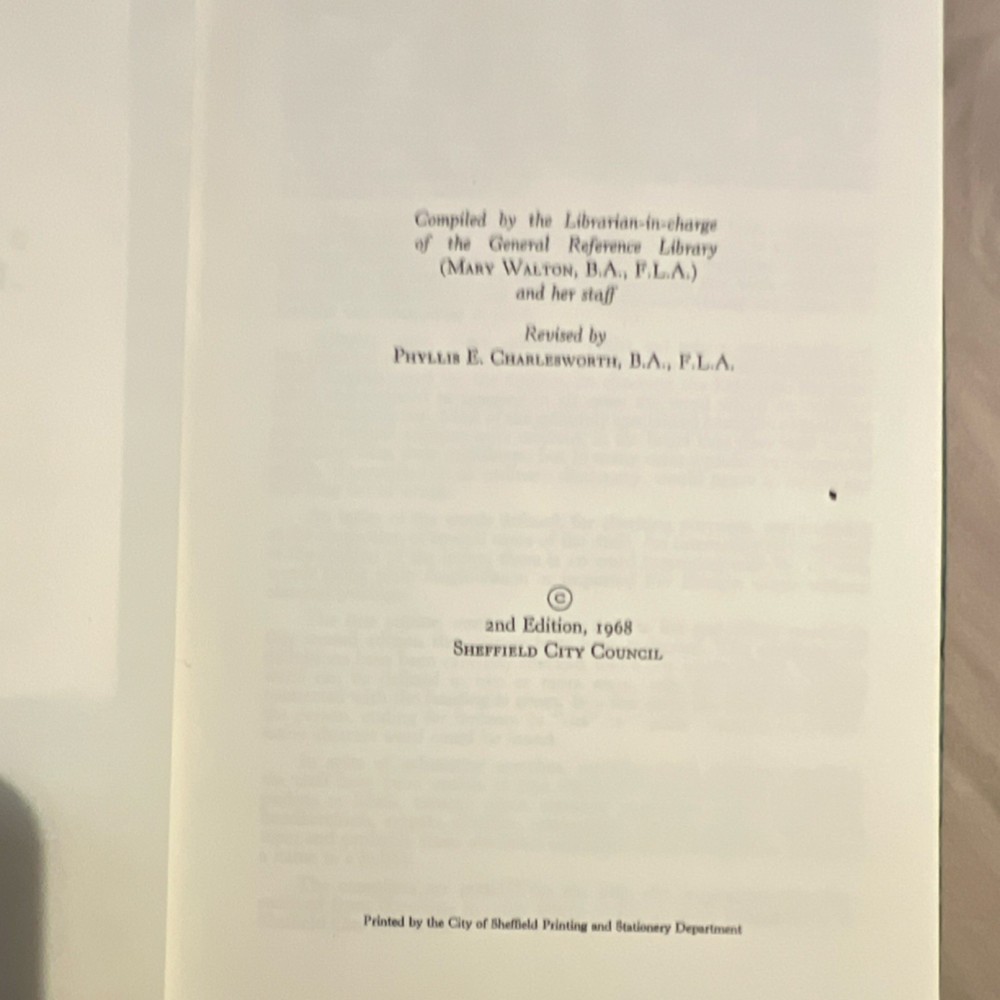 Compiled by the Librarian-in-charge
of the General Reference Library
(MARY WALTON, B.A., F.L.A.)
and her staff
Revised by
PHYLLIS E. CHARLESWORTH, B.A., F.L.A.
©
2nd Edition, 1968
SHEFFIELD CITY COUNCIL
Printed by the City of Sheffield Printing and Stationery Department